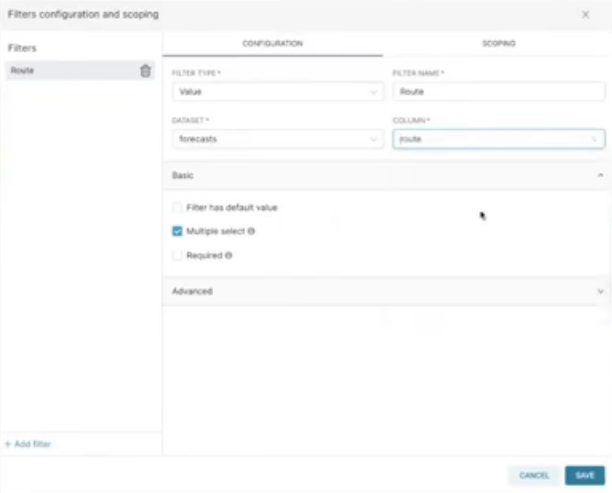 Filters configuration and scoping
Filters
Route
+ Add filter
CONFIGURATION
SCOPING
FILTER TYPE *
FILTER NAME *
Value
Route
DATASET *
COLUMN *
forecasts
route
Basic
Filter has default value
Multiple select
Required
Advanced
CANCEL
SAVE